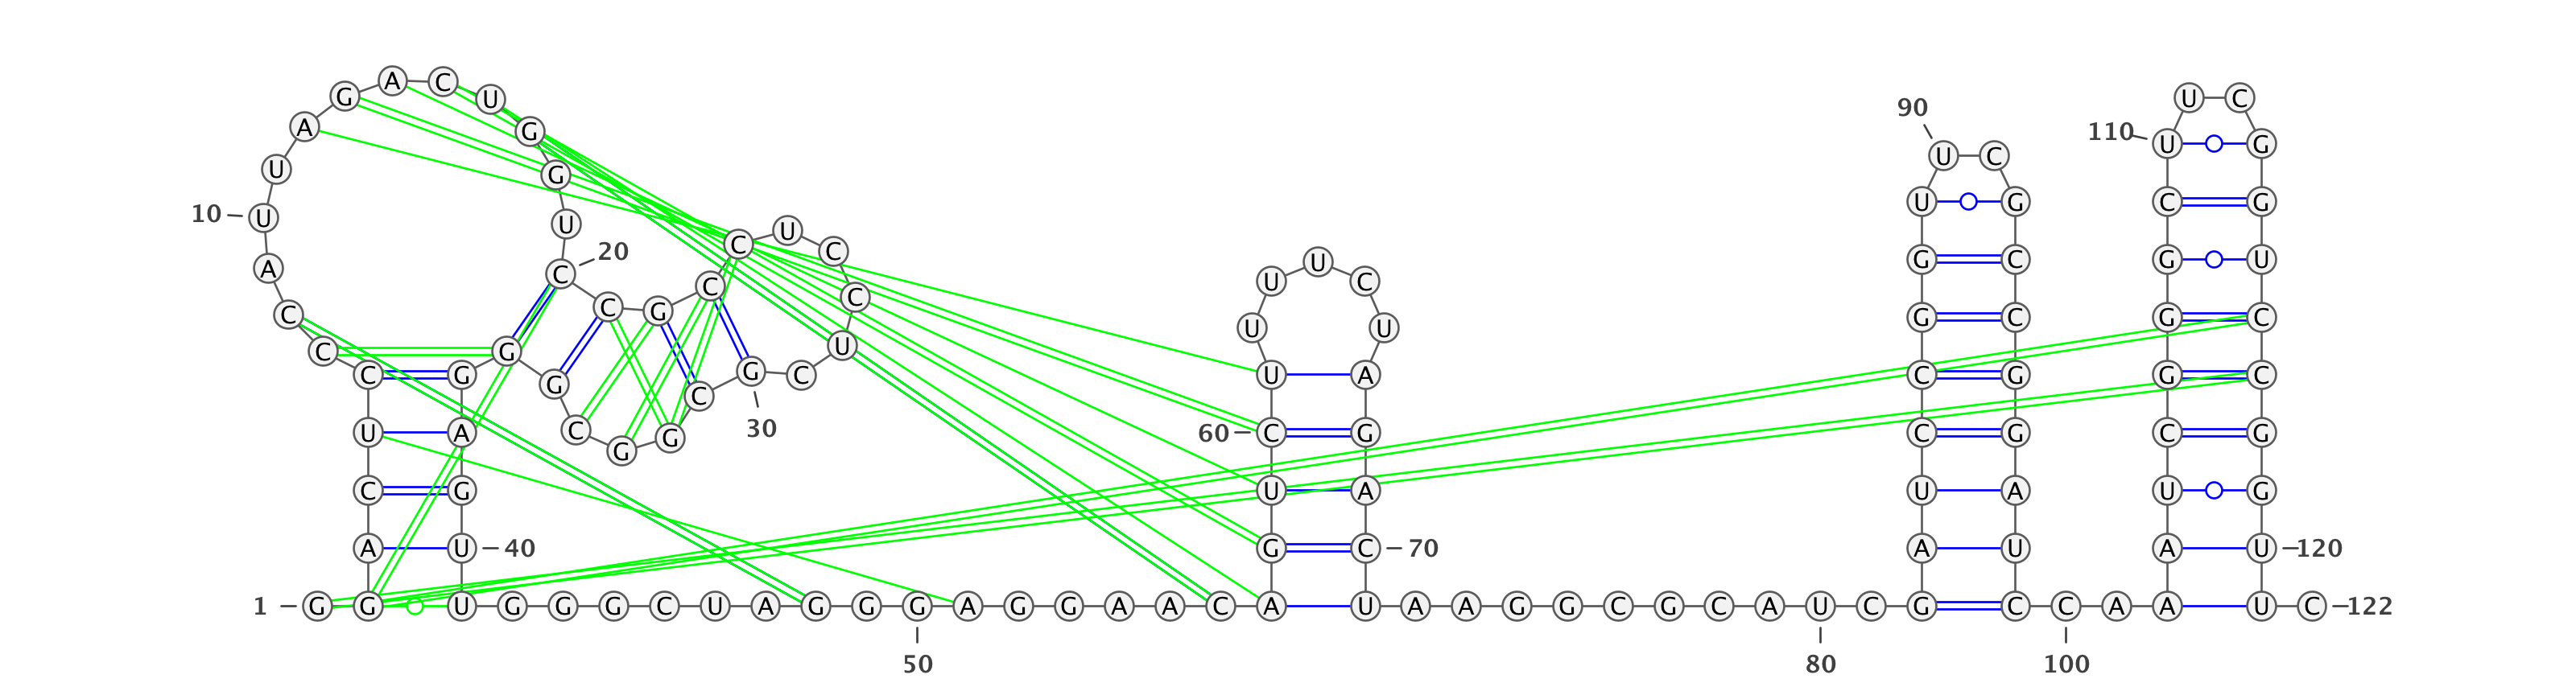 1
G G A C U C C C A U
10
U A G A C U G G U C
20
C G C C U C C U C G
30
C G G C G G G A G U
40
U G G G C U A G G G
50
A G G A A C A G U C
60
U U U U C U A G A C
70
U A A G G C G C A U
80
C G A U C C G G U U
90
C G C C G G A U C C
100
A A A U C G G G C U
110
U C G G U C C G G U
120
U C
122